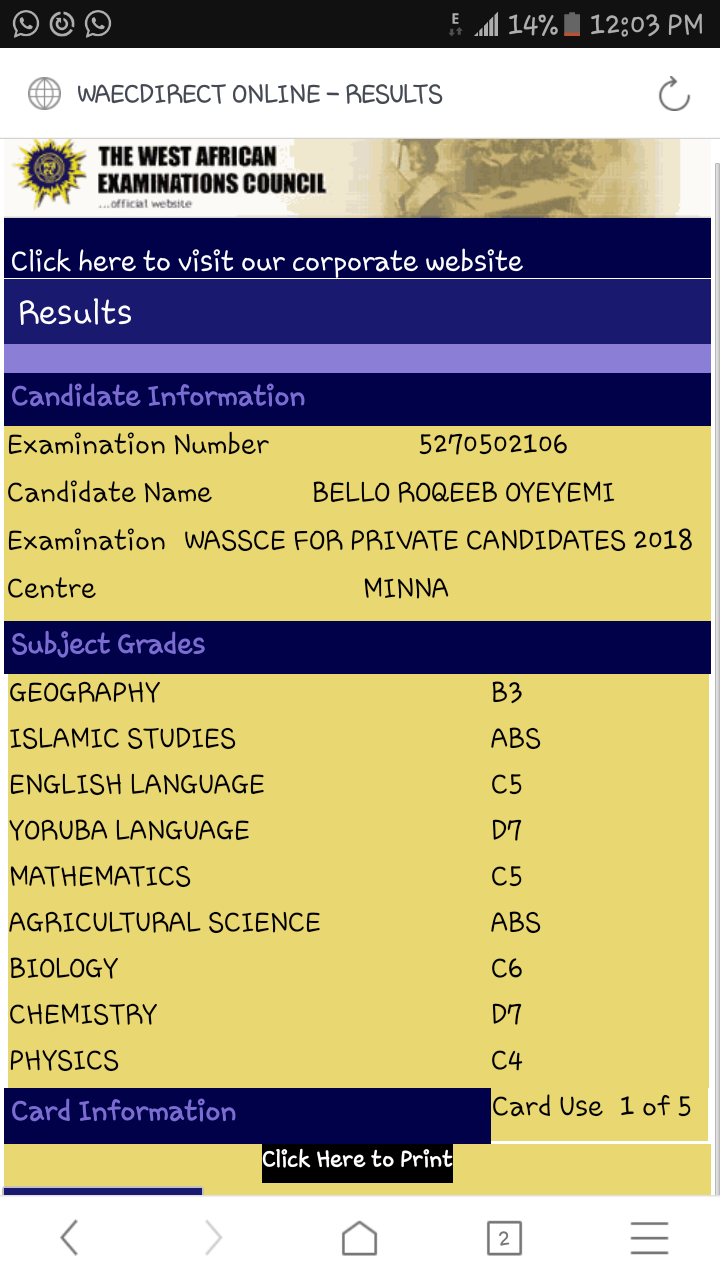 E 14% 12:03 PM
WAECDIRECT ONLINE – RESULTS
THE WEST AFRICAN
EXAMINATIONS COUNCIL
...official website
Click here to visit our corporate website
Results
Candidate Information
Examination Number 5270502106
Candidate Name BELLO ROQEEB OYEYEMI
Examination WASSCE FOR PRIVATE CANDIDATES 2018
Centre MINNA
Subject Grades
GEOGRAPHY B3
ISLAMIC STUDIES ABS
ENGLISH LANGUAGE C5
YORUBA LANGUAGE D7
MATHEMATICS C5
AGRICULTURAL SCIENCE ABS
BIOLOGY C6
CHEMISTRY D7
PHYSICS C4
Card Information Card Use 1 of 5
Click Here to Print
2